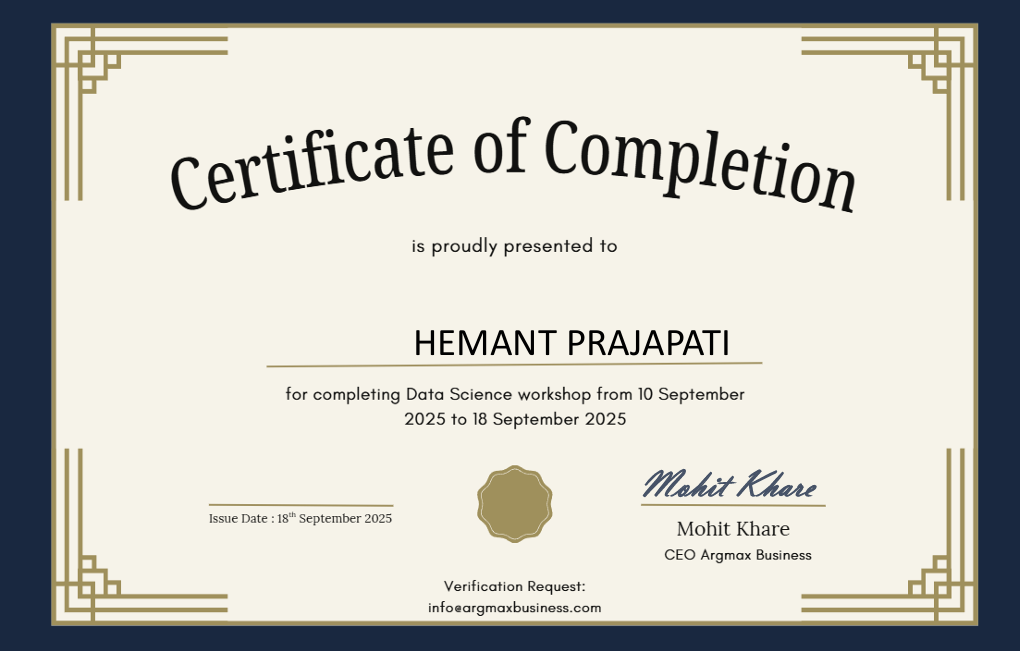 Certificate of Completion
is proudly presented to
HEMANT PRAJAPATI
for completing Data Science workshop from 10 September
2025 to 18 September 2025
Mohit Khare
Issue Date : 18th September 2025
Mohit Khare
CEO Argmax Business
Verification Request:
info@argmaxbusiness.com